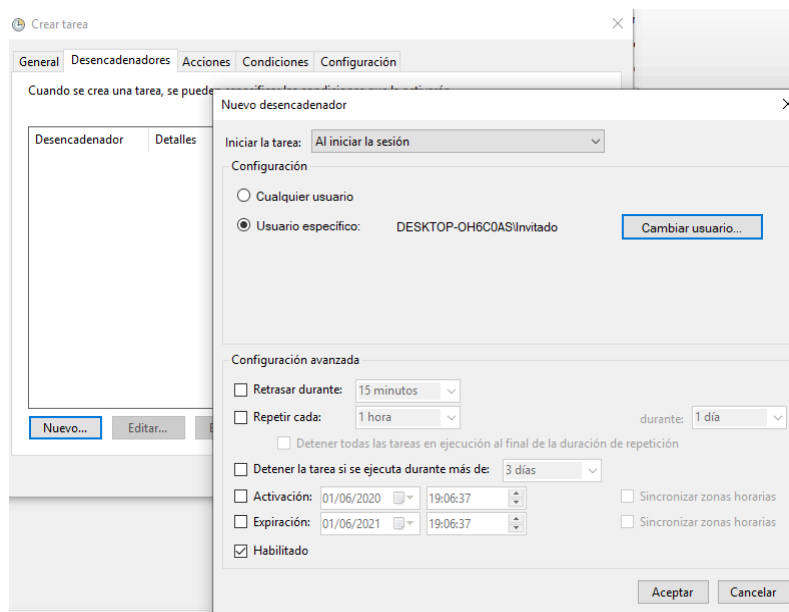 Crear tarea
General Desencadenadores Acciones Condiciones Configuración
Cuando se crea una tarea, se pueden
Nuevo desencadenador
Desencadenador Detalles
Iniciar la tarea: Al iniciar la sesión
Configuración
Cualquier usuario
Usuario específico: DESKTOP-OH6C0AS\Invitado Cambiar usuario...
Configuración avanzada
Retrasar durante: 15 minutos
Repetir cada: 1 hora durante: 1 día
Nuevo... Editar...
Detener todas las tareas en ejecución al final de la duración de repetición
Detener la tarea si se ejecuta durante más de: 3 días
Activación: 01/06/2020 19:06:37 Sincronizar zonas horarias
Expiración: 01/06/2021 19:06:37 Sincronizar zonas horarias
Habilitado
Aceptar Cancelar